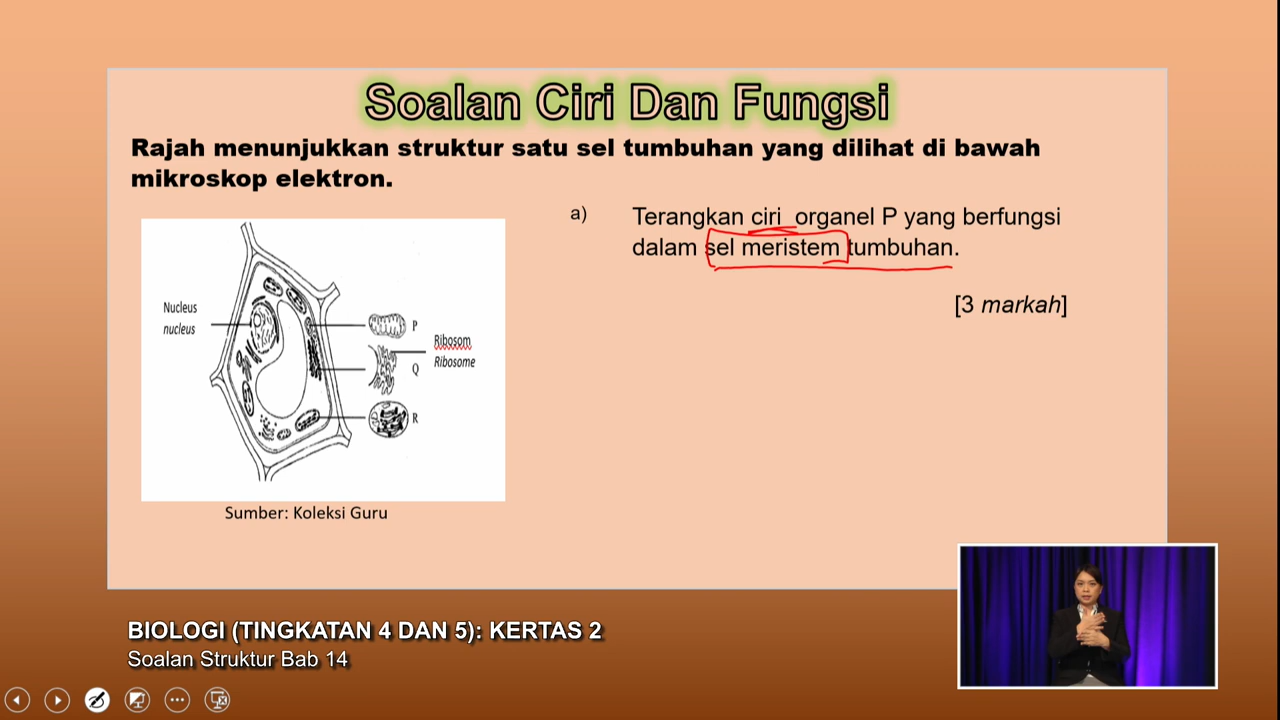 Soalan Ciri Dan Fungsi
Rajah menunjukkan struktur satu sel tumbuhan yang dilihat di bawah
mikroskop elektron.
a) Terangkan ciri organel P yang berfungsi
dalam sel meristem tumbuhan.
[3 markah]
Nucleus
nucleus
P
Ribosom
Ribosome
Q
R
Sumber: Koleksi Guru
BIOLOGI (TINGKATAN 4 DAN 5): KERTAS 2
Soalan Struktur Bab 14